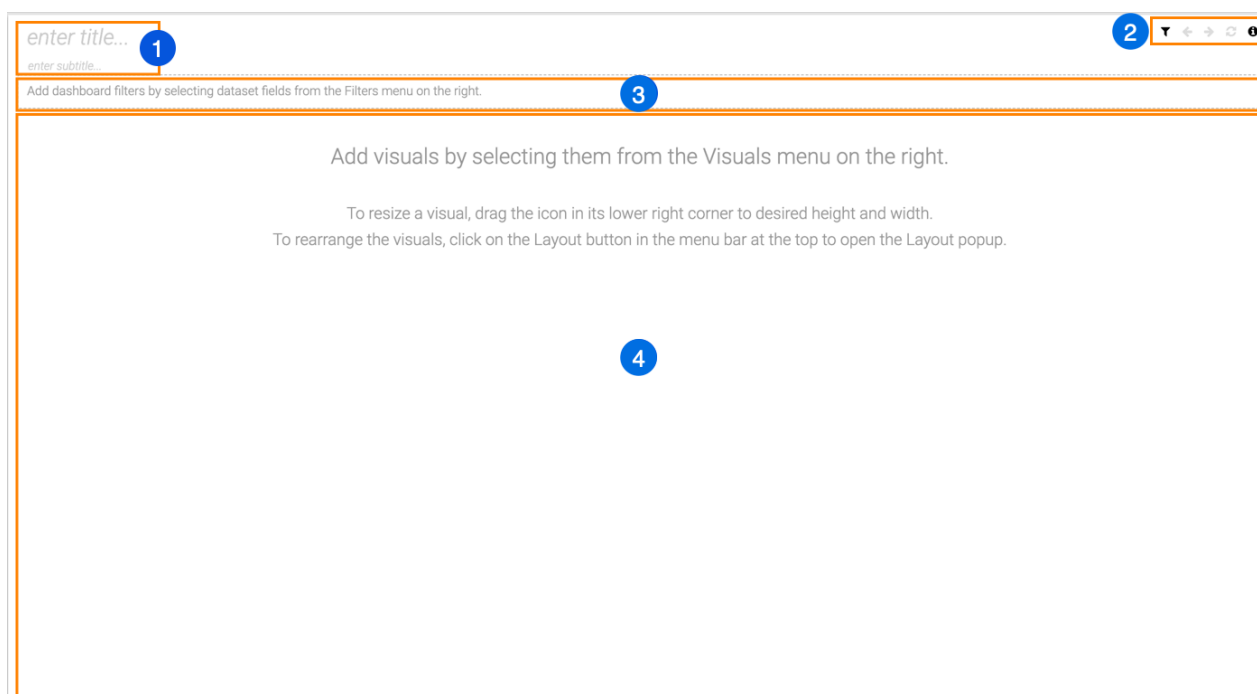 enter title...
1
2
enter subtitle...
Add dashboard filters by selecting dataset fields from the Filters menu on the right.
3
Add visuals by selecting them from the Visuals menu on the right.
To resize a visual, drag the icon in its lower right corner to desired height and width.
To rearrange the visuals, click on the Layout button in the menu bar at the top to open the Layout popup.
4